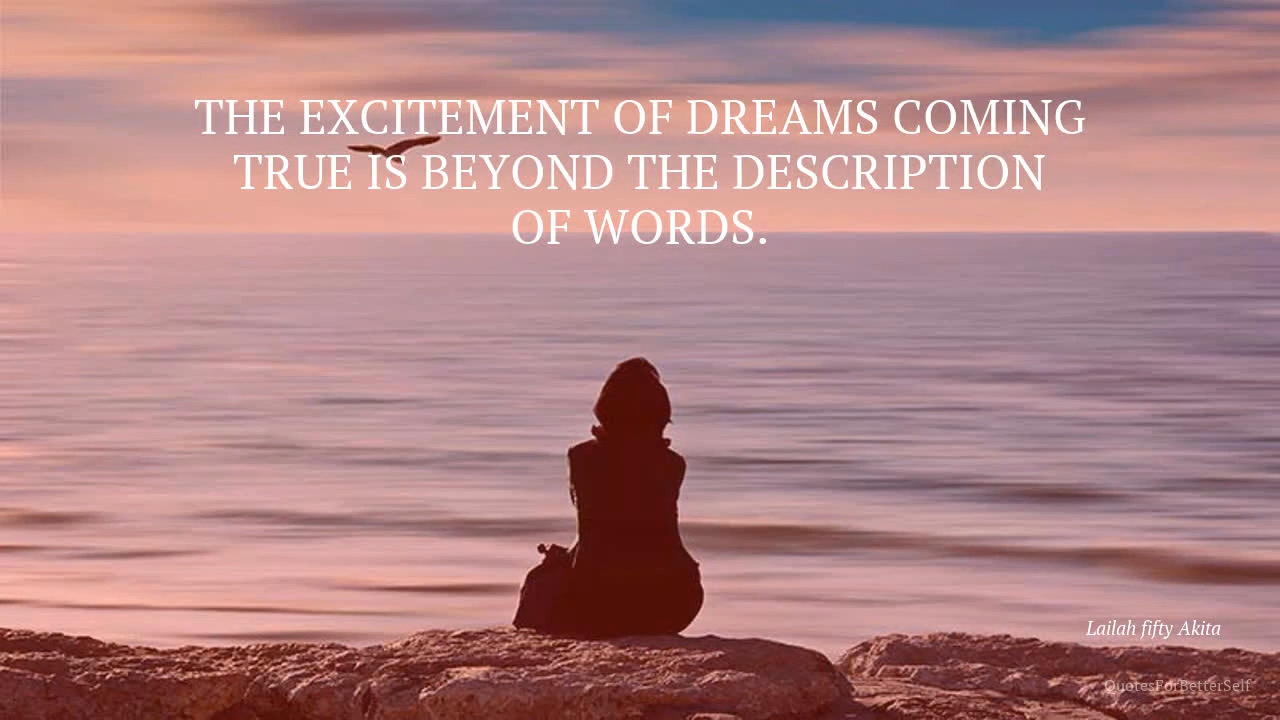 THE EXCITEMENT OF DREAMS COMING
TRUE IS BEYOND THE DESCRIPTION
OF WORDS.
Lailah fifty Akita
QuotesForBetterSelf